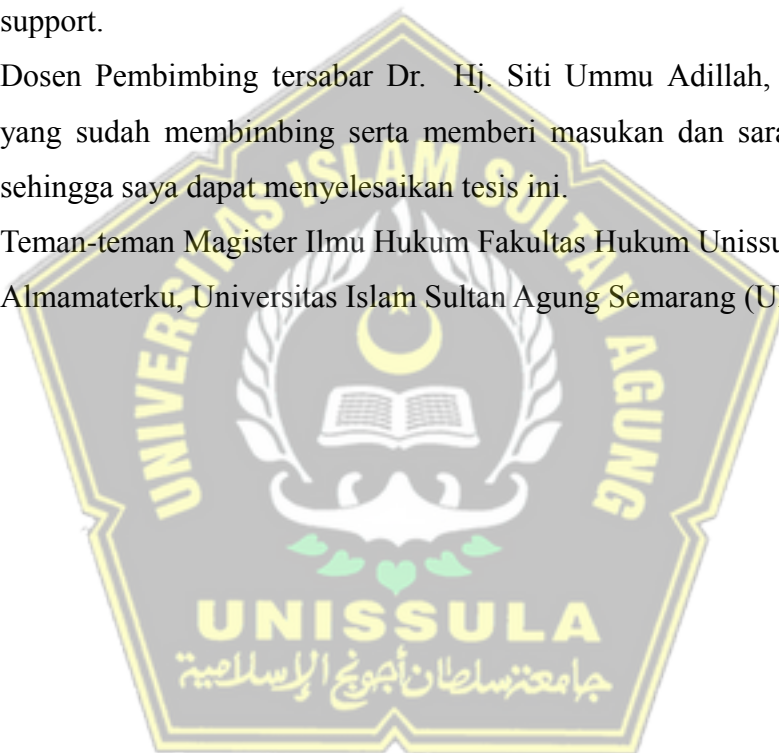 support.
Dosen Pembimbing tersabar Dr. Hj. Siti Ummu Adillah,
yang sudah membimbing serta memberi masukan dan sara
sehingga saya dapat menyelesaikan tesis ini.
Teman-teman Magister Ilmu Hukum Fakultas Hukum Unissu
Almamaterku, Universitas Islam Sultan Agung Semarang (U
UNIVERSITAS ISLAM SULTAN AGUNG
UNISSULA
جامعة سلطان أجونج الإسلامية